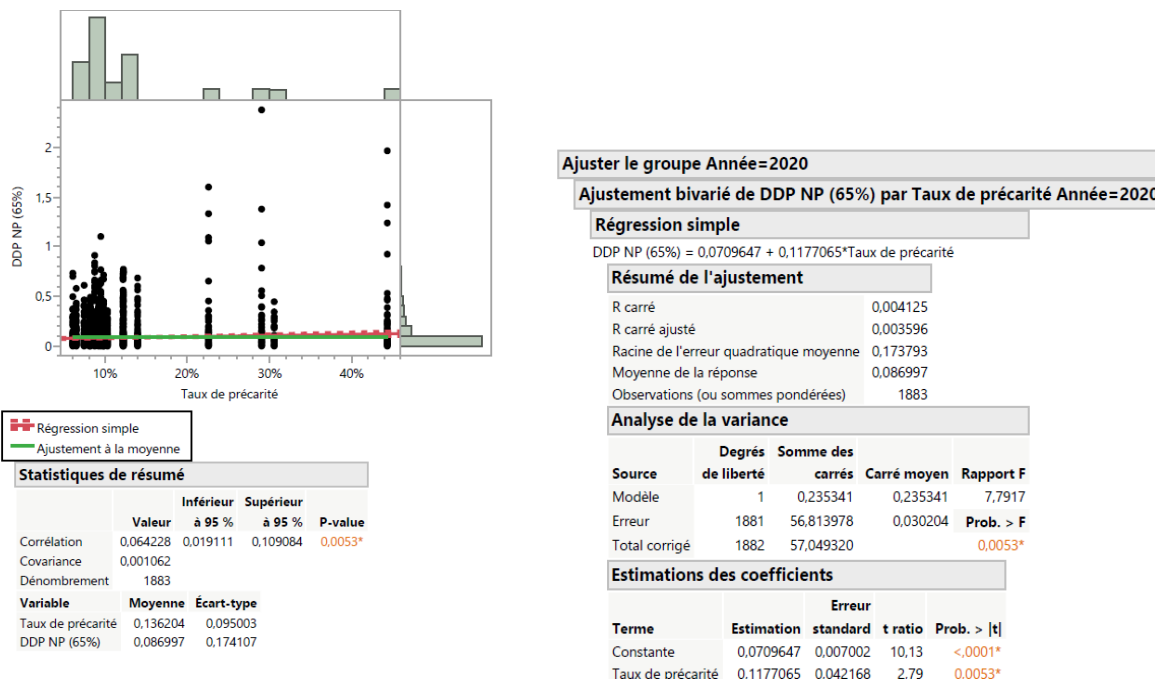 2
1.5
1
0.5
0
DDP NP (65%)
10%
20%
30%
40%
Taux de précarité
Régression simple
Ajustement à la moyenne
Statistiques de résumé
Inférieur Supérieur
Valeur à 95 % à 95 % P-value
Corrélation 0,064228 0,019111 0,109084 0,0053*
Covariance 0,001062
Dénombrement 1883
Variable Moyenne Écart-type
Taux de précarité 0,136204 0,095003
DDP NP (65%) 0,086997 0,174107
Ajuster le groupe Année=2020
Ajustement bivarié de DDP NP (65%) par Taux de précarité Année=2020
Régression simple
DDP NP (65%) = 0,0709647 + 0,1177065*Taux de précarité
Résumé de l'ajustement
R carré 0,004125
R carré ajusté 0,003596
Racine de l'erreur quadratique moyenne 0,173793
Moyenne de la réponse 0,086997
Observations (ou sommes pondérées) 1883
Analyse de la variance
Degrés Somme des
Source de liberté carrés Carré moyen Rapport F
Modèle 1 0,235341 0,235341 7,7917
Erreur 1881 56,813978 0,030204 Prob. > F
Total corrigé 1882 57,049320 0,0053*
Estimations des coefficients
Erreur
Terme Estimation standard t ratio Prob. > |t|
Constante 0,0709647 0,007002 10,13 <,0001*
Taux de précarité 0,1177065 0,042168 2,79 0,0053*